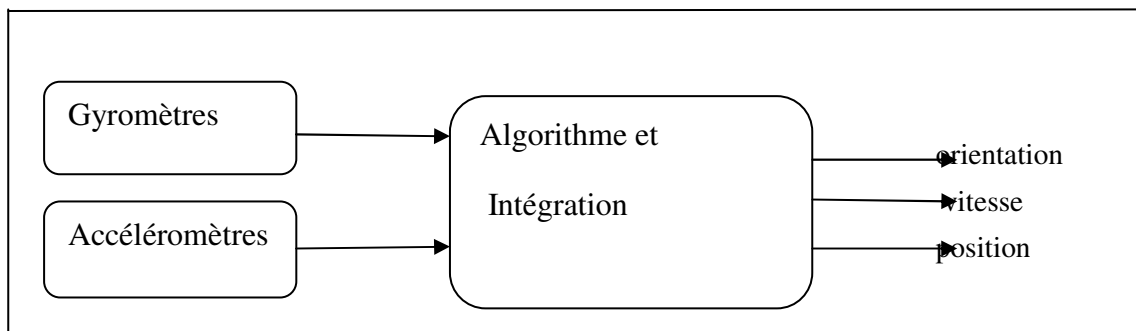 Gyromètres
Accéléromètres
Algorithme et
Intégration
orientation
vitesse
position